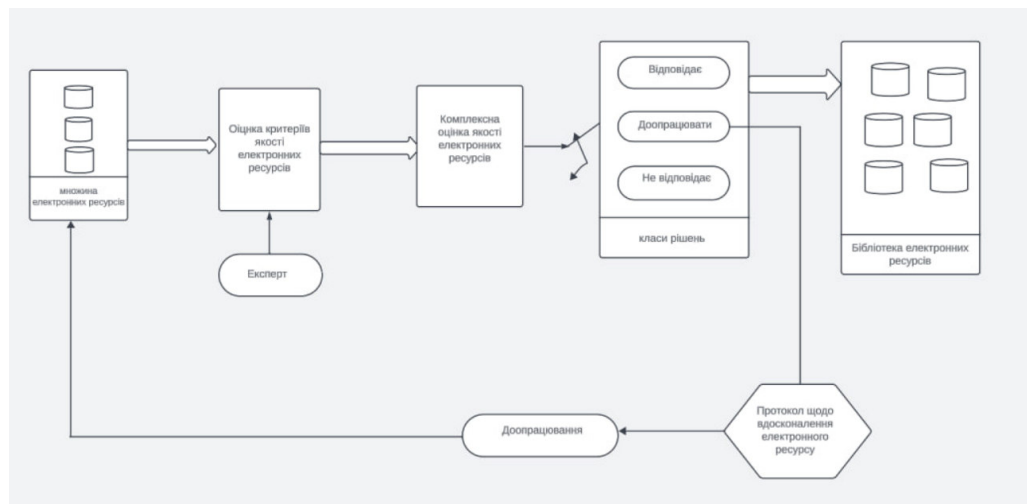 множина
електронних ресурсів
Оіцнка критеріїв
якості
електронних
ресурсів
Експерт
Комплексна
оцінка якості
електронних
ресурсів
Відповідає
Доопрацювати
Не відповідає
класи рішень
Бібліотека електронних
ресурсів
Протокол щодо
вдосконалення
електронного
ресурсу
Доопрацювання